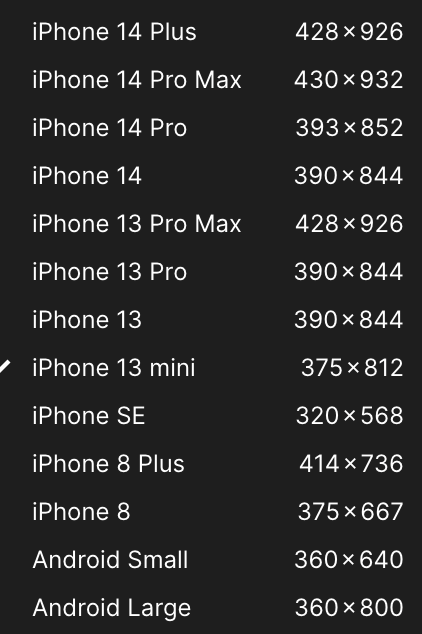 iPhone 14 Plus 428×926
iPhone 14 Pro Max 430×932
iPhone 14 Pro 393×852
iPhone 14 390×844
iPhone 13 Pro Max 428×926
iPhone 13 Pro 390×844
iPhone 13 390×844
iPhone 13 mini 375×812
iPhone SE 320×568
iPhone 8 Plus 414×736
iPhone 8 375×667
Android Small 360×640
Android Large 360×800